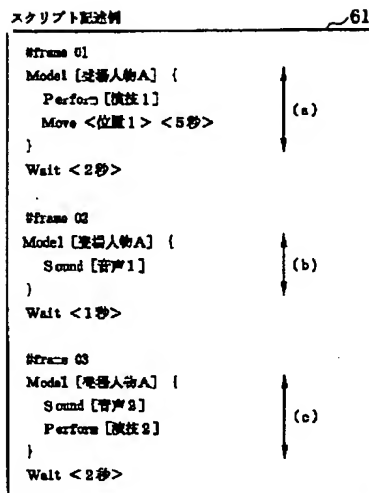 スクリプト記述例 61
#frame 01
Model [登場人物A] {
Perform [演技1]
Move <位置1> <5秒>
}
(a)
Wait <2秒>
#frame 02
Model [登場人物A] {
Sound [音声1]
}
(b)
Wait <1秒>
#frame 03
Model [登場人物A] {
Sound [音声2]
Perform [演技2]
}
(c)
Wait <2秒>